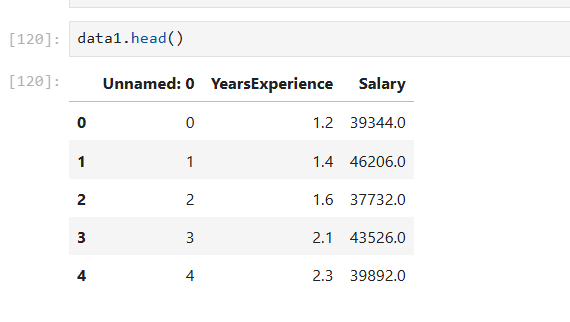 [120]: data1.head()
[120]: Unnamed: 0 YearsExperience Salary
0 0 1.2 39344.0
1 1 1.4 46206.0
2 2 1.6 37732.0
3 3 2.1 43526.0
4 4 2.3 39892.0